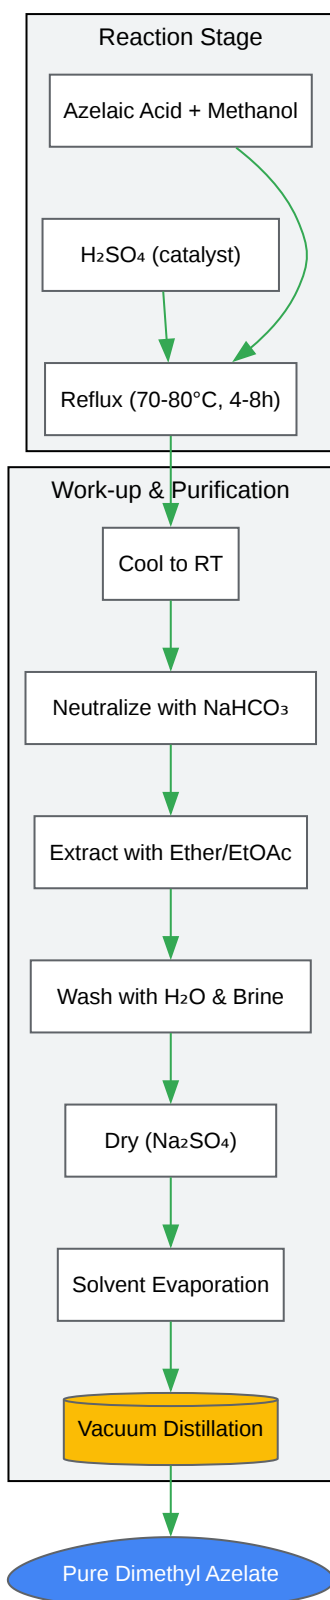 Reaction Stage
Azelaic Acid + Methanol
H₂SO₄ (catalyst)
Reflux (70-80°C, 4-8h)
Work-up & Purification
Cool to RT
Neutralize with NaHCO₃
Extract with Ether/EtOAc
Wash with H₂O & Brine
Dry (Na₂SO₄)
Solvent Evaporation
Vacuum Distillation
Pure Dimethyl Azelate